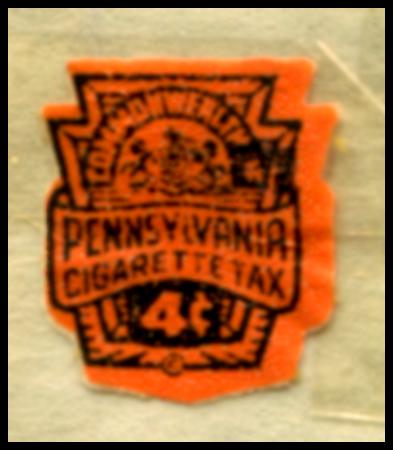 COMMONWEALTH
PENNSYLVANIA
CIGARETTE TAX
4¢